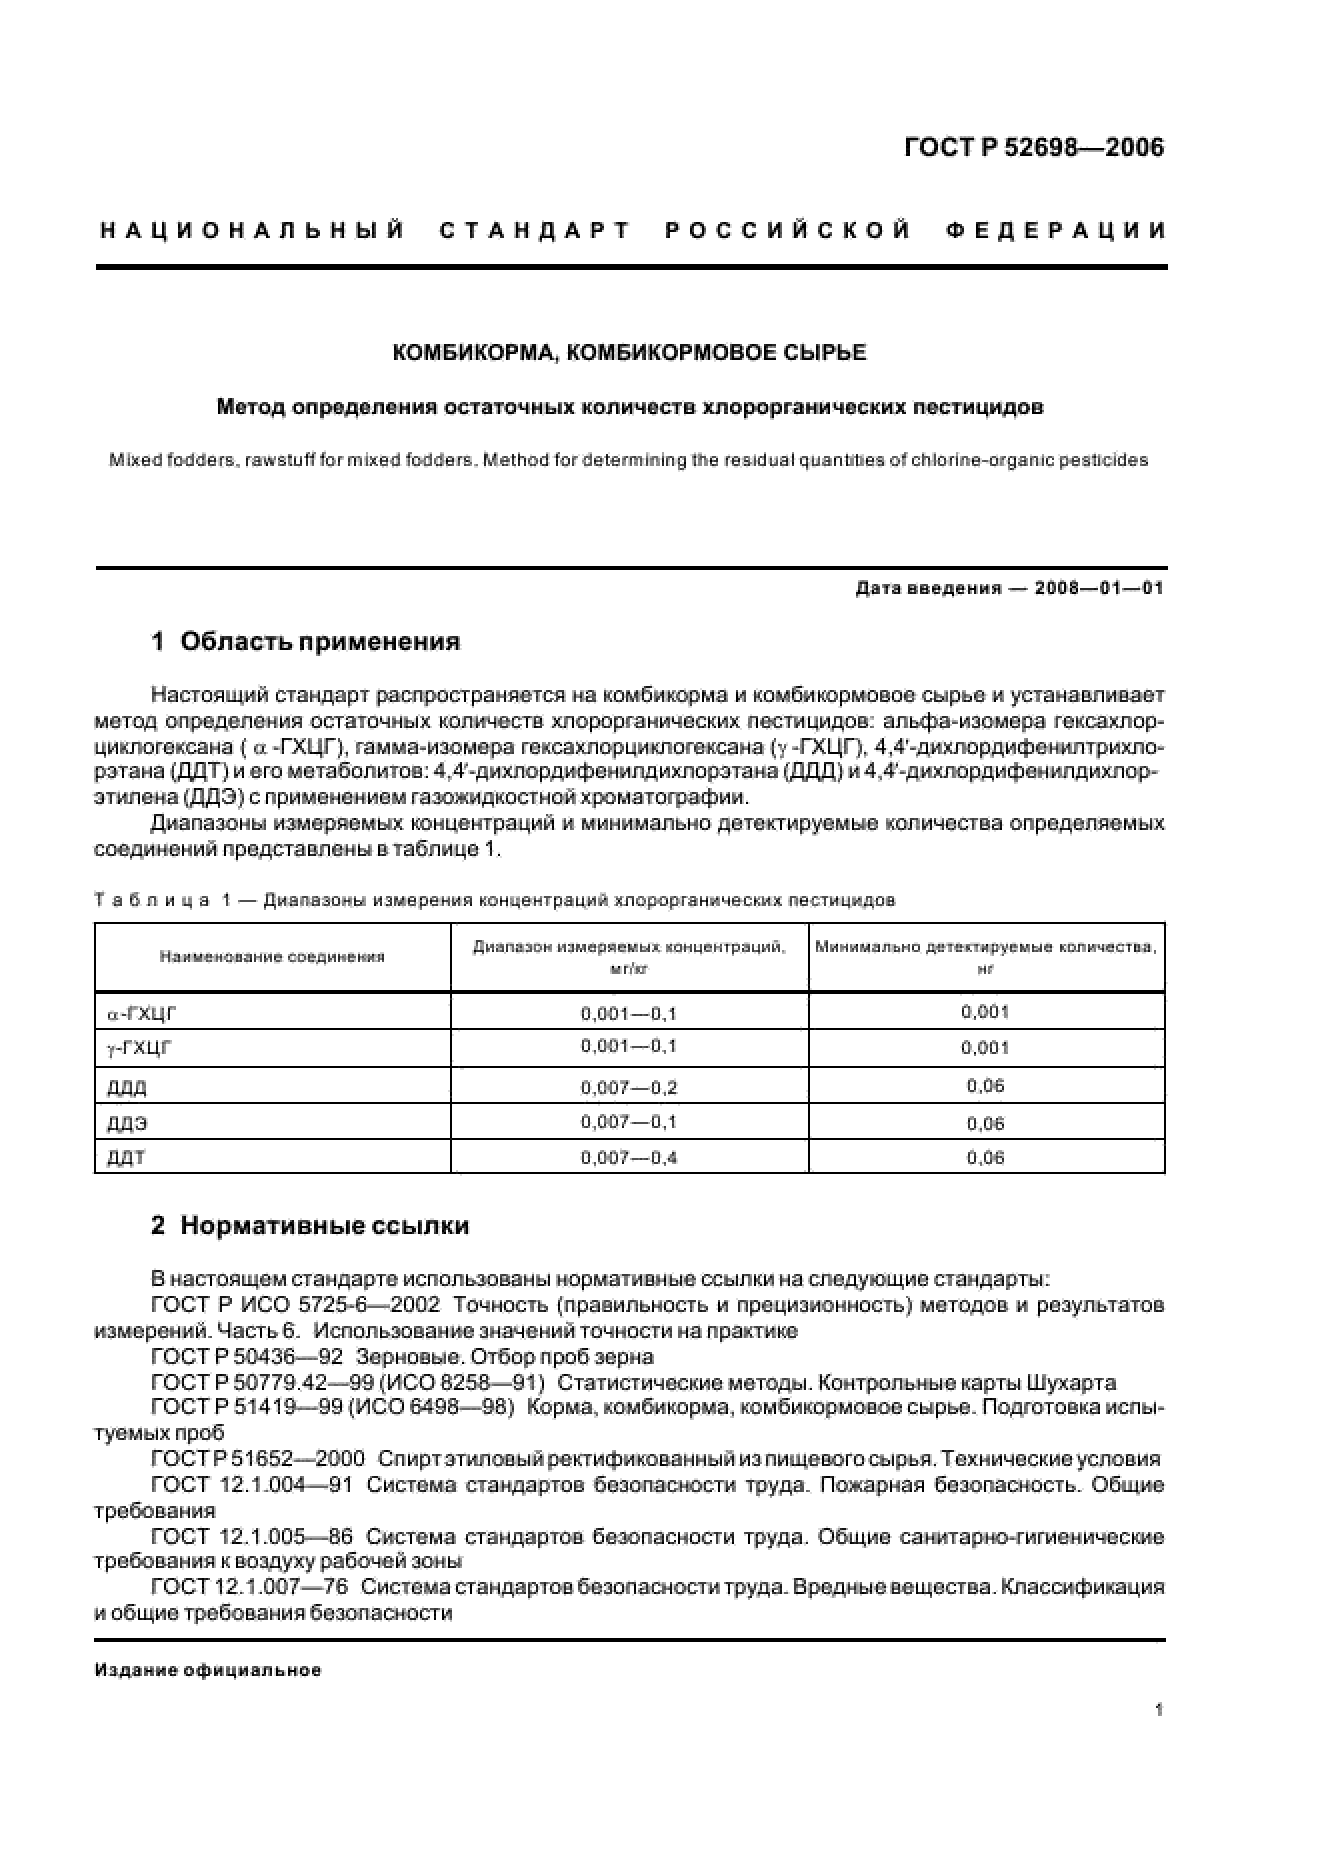 ГОСТ Р 52698—2006
НАЦИОНАЛЬНЫЙ СТАНДАРТ РОССИЙСКОЙ ФЕДЕРАЦИИ
КОМБИКОРМА, КОМБИКОРМОВОЕ СЫРЬЕ
Метод определения остаточных количеств хлорорганических пестицидов
Mixed fodders, rawstuff for mixed fodders. Method for determining the residual quantities of chlorine-organic pesticides
Дата введения — 2008—01—01
1 Область применения
Настоящий стандарт распространяется на комбикорма и комбикормовое сырье и устанавливает
метод определения остаточных количеств хлорорганических пестицидов: альфа-изомера гексахлор-
циклогексана ( α -ГХЦГ), гамма-изомера гексахлорциклогексана (γ -ГХЦГ), 4,4′-дихлордифенилтрихло-
рэтана (ДДТ) и его метаболитов: 4,4′-дихлордифенилдихлорэтана (ДДД) и 4,4′-дихлордифенилдихлор-
этилена (ДДЭ) с применением газожидкостной хроматографии.
Диапазоны измеряемых концентраций и минимально детектируемые количества определяемых
соединений представлены в таблице 1.
Таблица 1 — Диапазоны измерения концентраций хлорорганических пестицидов
Наименование соединения
Диапазон измеряемых концентраций,
мг/кг
Минимально детектируемые количества,
нг
α-ГХЦГ 0,001—0,1 0,001
γ-ГХЦГ 0,001—0,1 0,001
ДДД 0,007—0,2 0,06
ДДЭ 0,007—0,1 0,06
ДДТ 0,007—0,4 0,06
2 Нормативные ссылки
В настоящем стандарте использованы нормативные ссылки на следующие стандарты:
ГОСТ Р ИСО 5725-6—2002 Точность (правильность и прецизионность) методов и результатов
измерений. Часть 6. Использование значений точности на практике
ГОСТ Р 50436—92 Зерновые. Отбор проб зерна
ГОСТ Р 50779.42—99 (ИСО 8258—91) Статистические методы. Контрольные карты Шухарта
ГОСТ Р 51419—99 (ИСО 6498—98) Корма, комбикорма, комбикормовое сырье. Подготовка испы-
туемых проб
ГОСТ Р 51652—2000 Спирт этиловый ректификованный из пищевого сырья. Технические условия
ГОСТ 12.1.004—91 Система стандартов безопасности труда. Пожарная безопасность. Общие
требования
ГОСТ 12.1.005—86 Система стандартов безопасности труда. Общие санитарно-гигиенические
требования к воздуху рабочей зоны
ГОСТ 12.1.007—76 Система стандартов безопасности труда. Вредные вещества. Классификация
и общие требования безопасности
Издание официальное
1